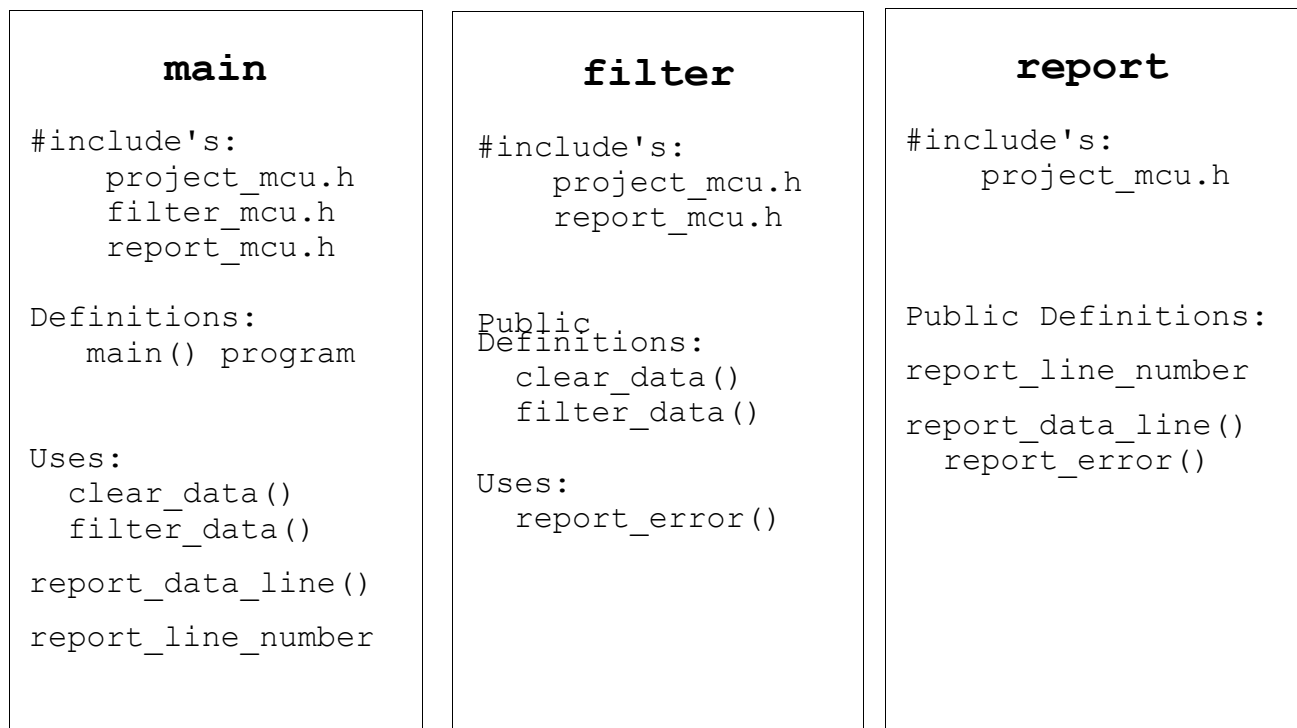 main
#include's:
project_mcu.h
filter_mcu.h
report_mcu.h
Definitions:
main() program
Uses:
clear_data()
filter_data()
report_data_line()
report_line_number
filter
#include's:
project_mcu.h
report_mcu.h
Public
Definitions:
clear_data()
filter_data()
Uses:
report_error()
report
#include's:
project_mcu.h
Public Definitions:
report_line_number
report_data_line()
report_error()